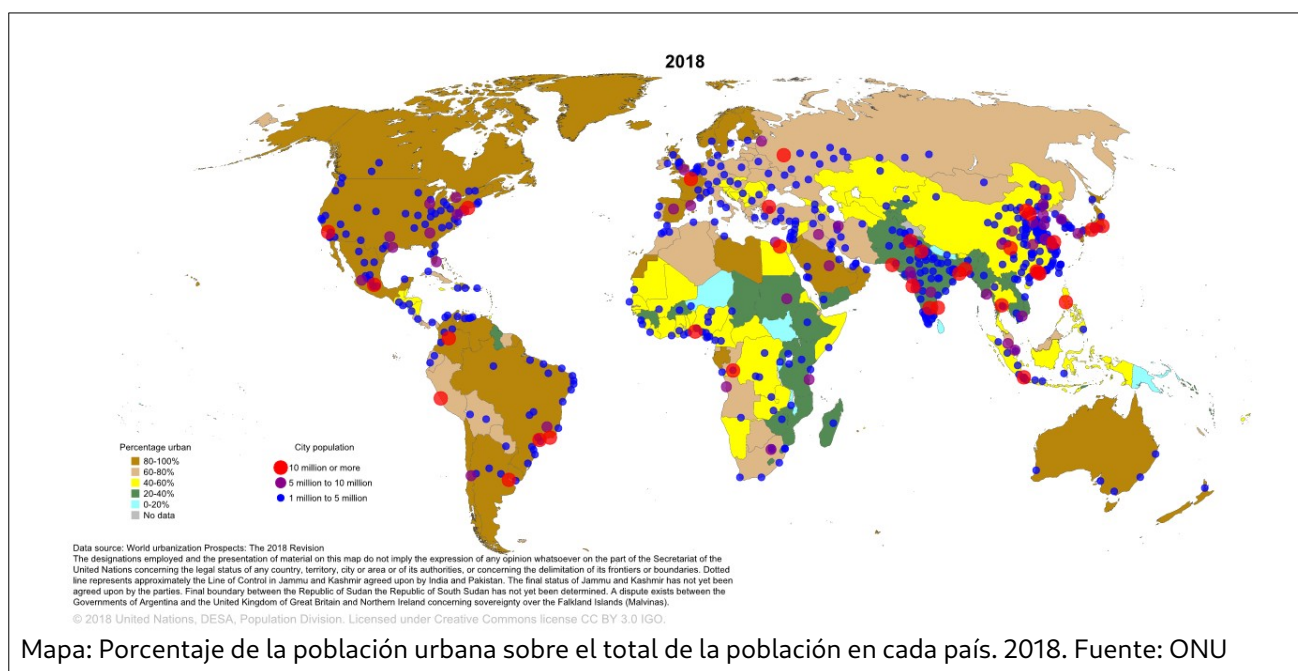 2018
Percentage urban
80-100%
60-80%
40-60%
20-40%
0-20%
No data
City population
10 million or more
5 million to 10 million
1 million to 5 million
Data source: World urbanization Prospects: The 2018 Revision
The designations employed and the presentation of material on this map do not imply the expression of any opinion whatsoever on the part of the Secretariat of the
United Nations concerning the legal status of any country, territory, city or area or of its authorities, or concerning the delimitation of its frontiers or boundaries. Dotted
line represents approximately the Line of Control in Jammu and Kashmir agreed upon by India and Pakistan. The final status of Jammu and Kashmir has not yet been
agreed upon by the parties. Final boundary between the Republic of Sudan the Republic of South Sudan has not yet been determined. A dispute exists between the
Governments of Argentina and the United Kingdom of Great Britain and Northern Ireland concerning sovereignty over the Falkland Islands (Malvinas).
© 2018 United Nations, DESA, Population Division. Licensed under Creative Commons license CC BY 3.0 IGO.
Mapa: Porcentaje de la población urbana sobre el total de la población en cada país. 2018. Fuente: ONU